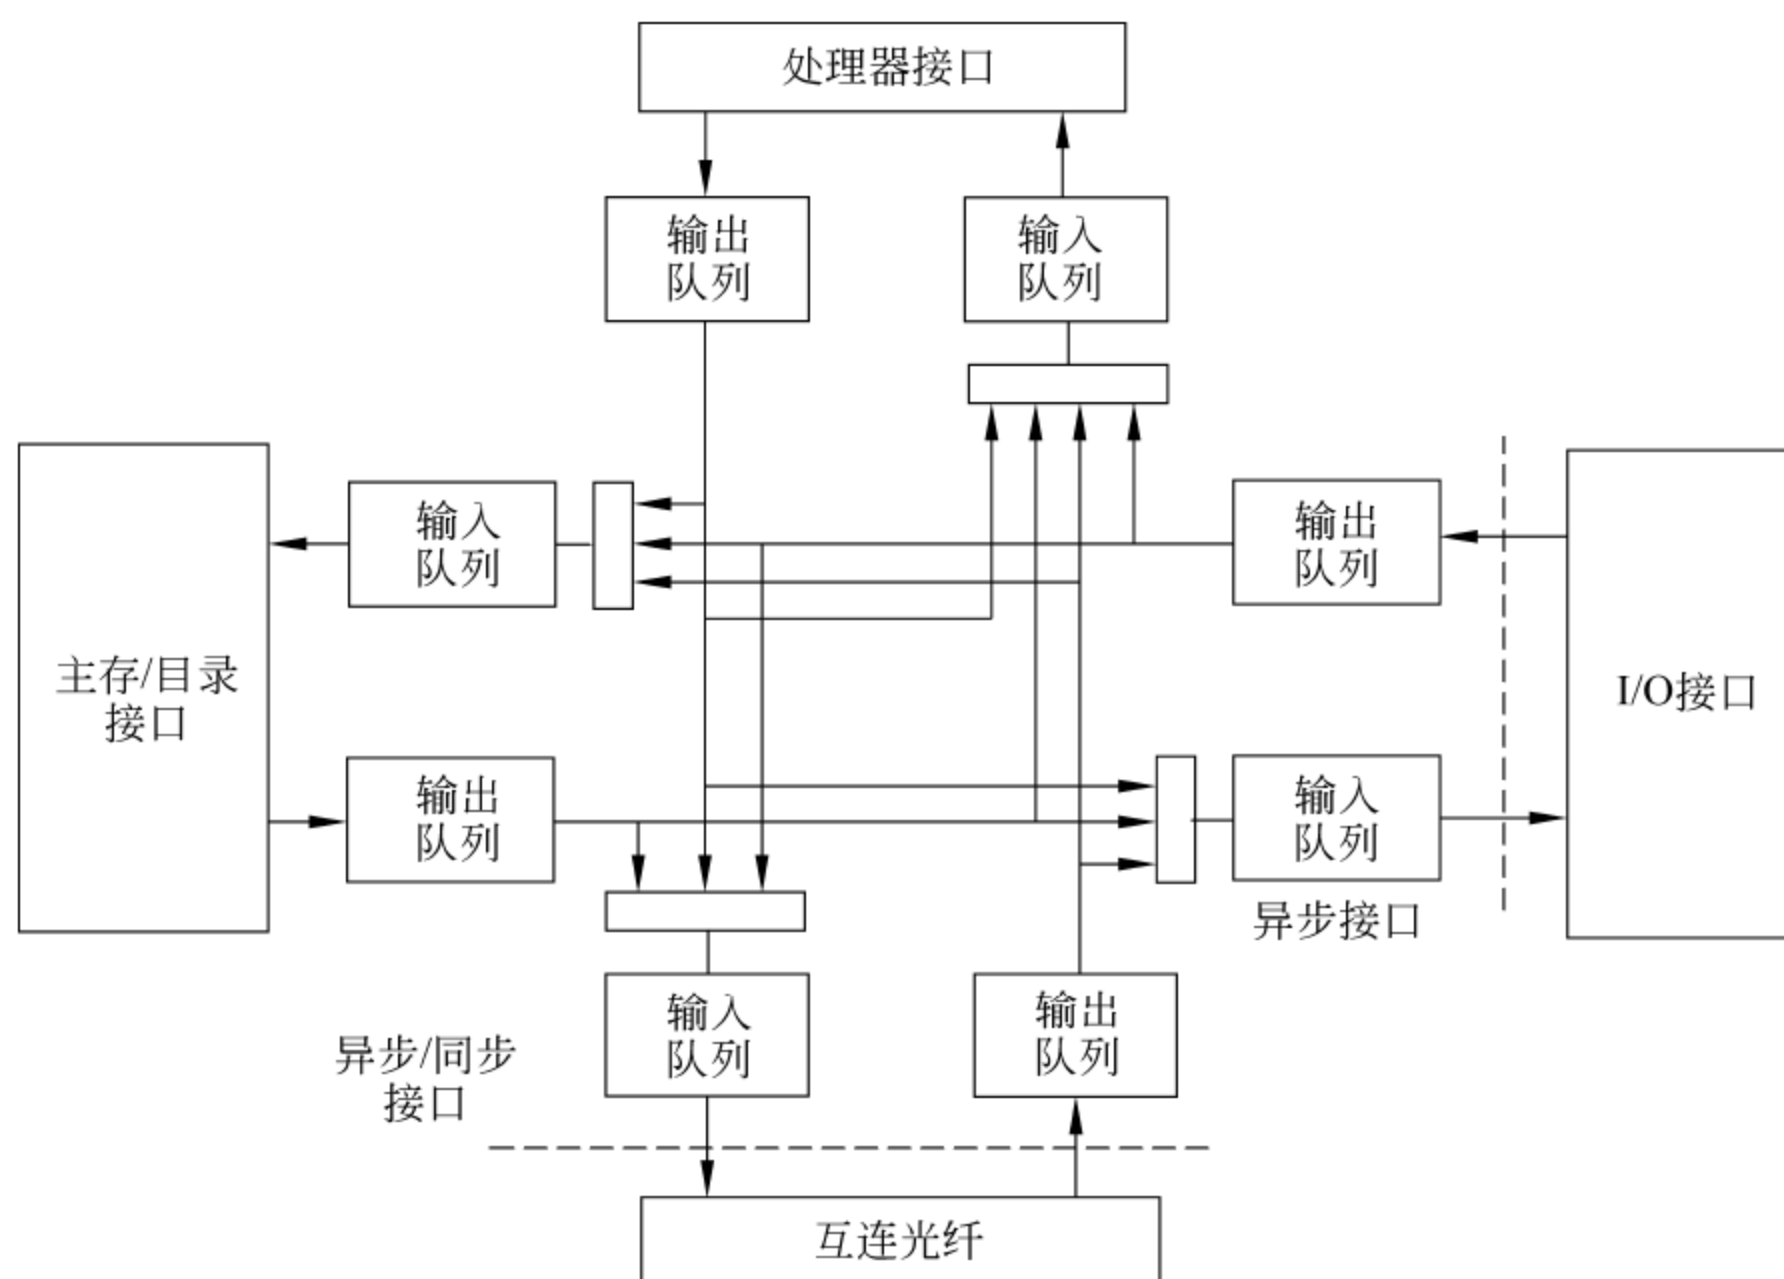 处理器接口
输出
队列
输入
队列
输入
队列
输出
队列
主存/目录
接口
I/O接口
输出
队列
输入
队列
异步接口
输入
队列
输出
队列
异步/同步
接口
互连光纤